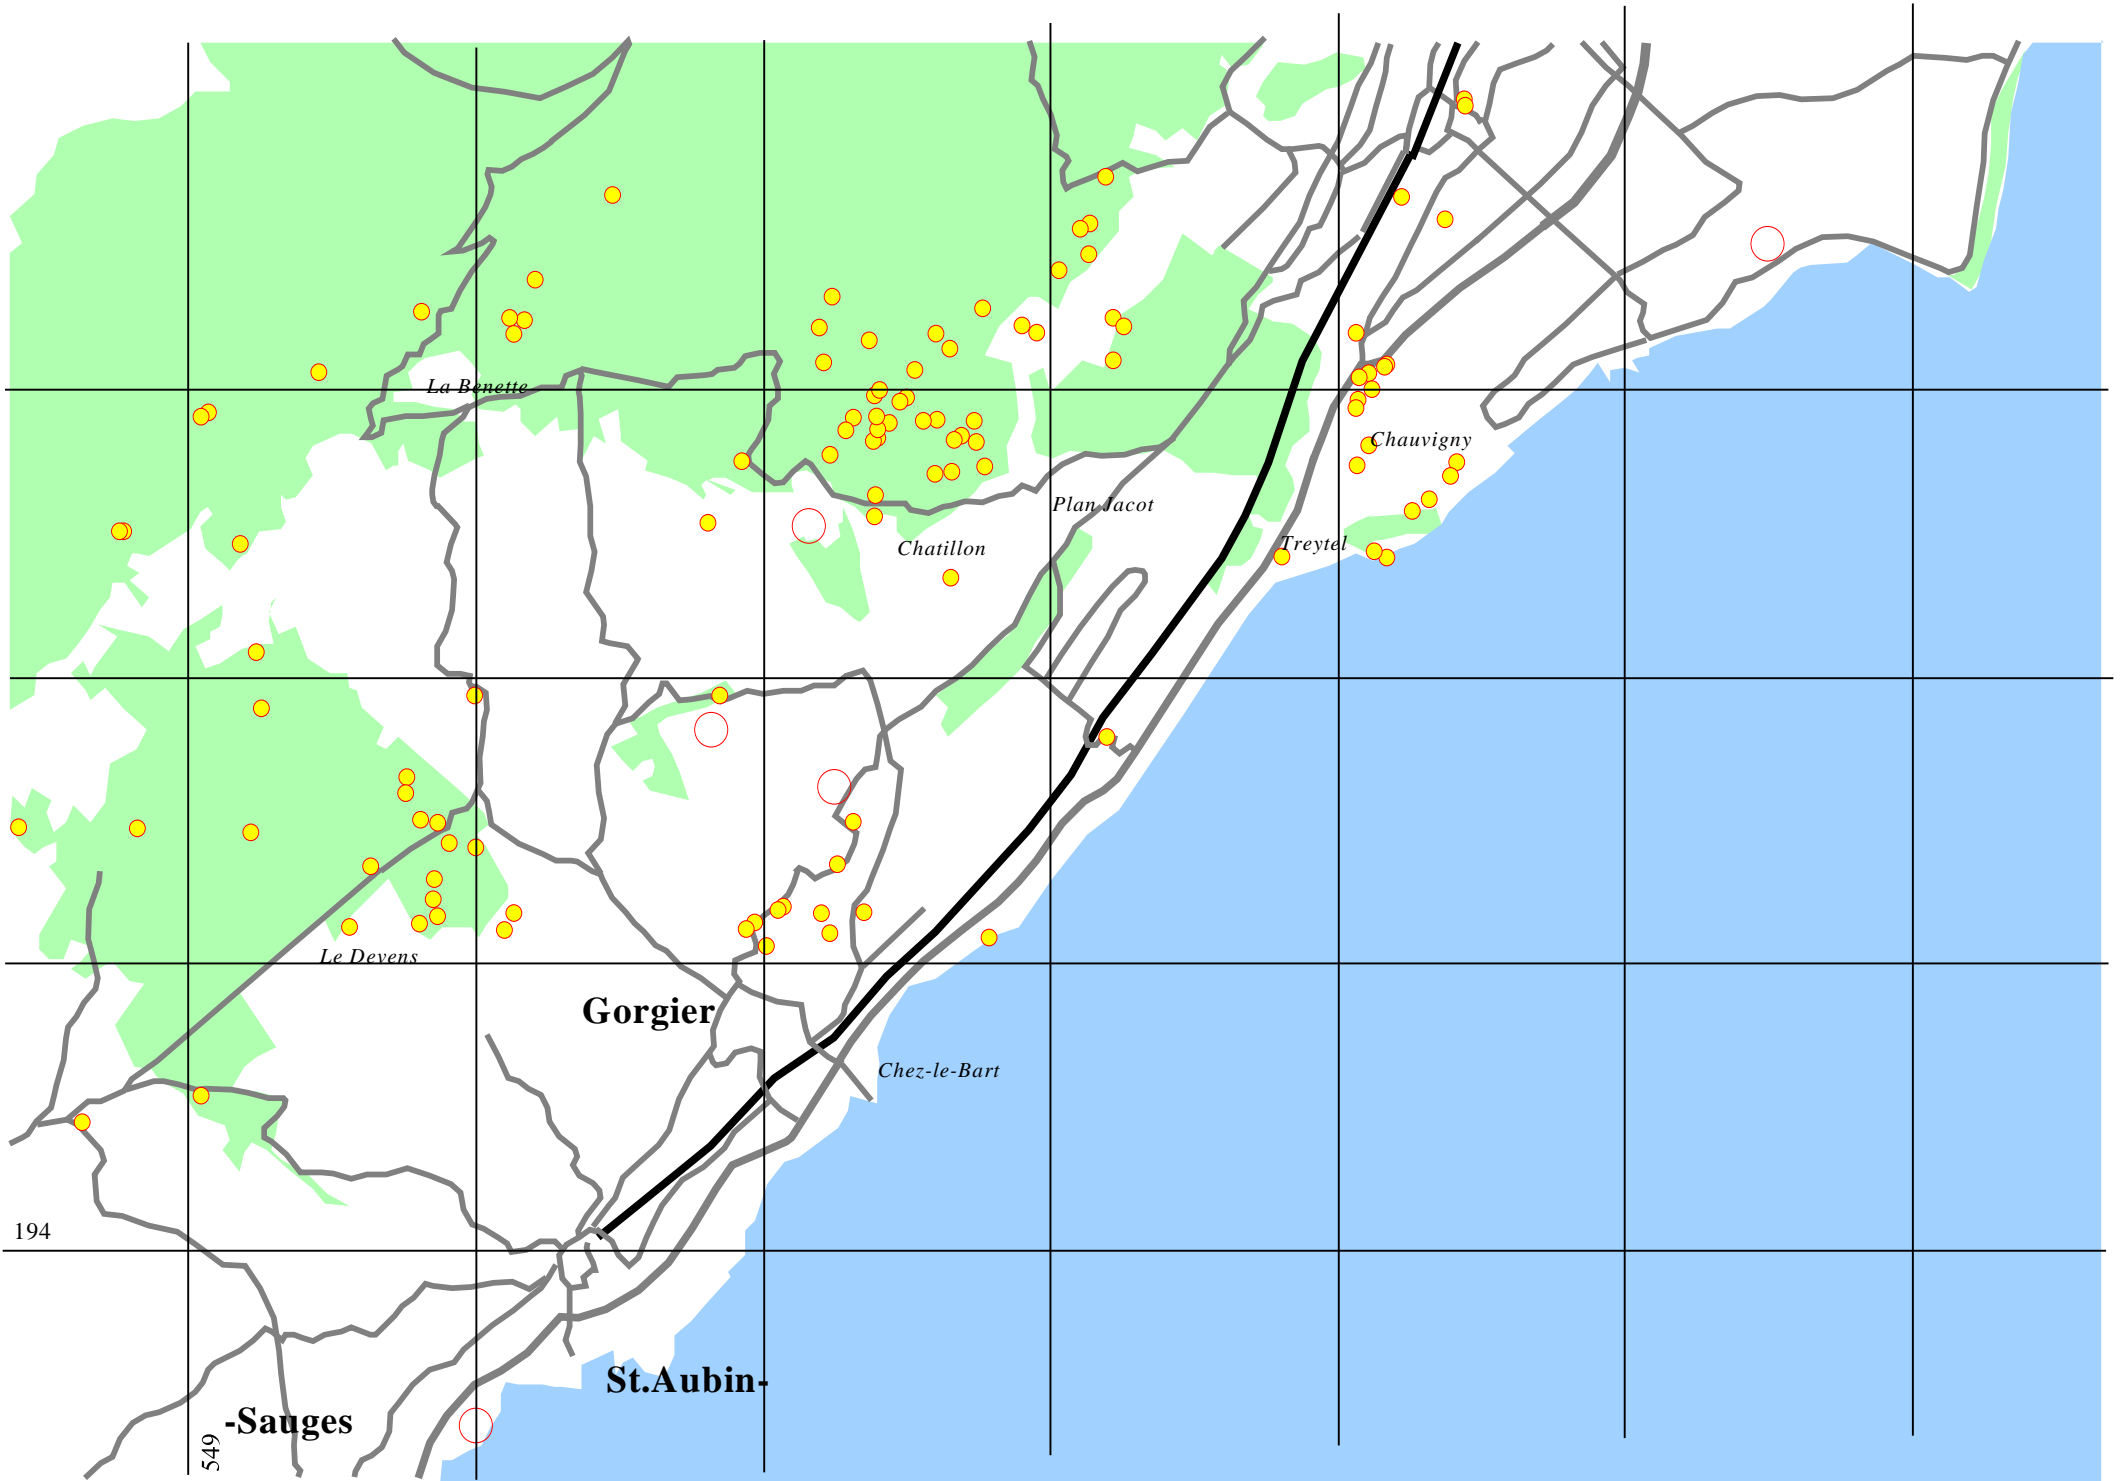 La Benette
Chauvigny
Plan Jacot
Treytel
Chatillon
Le Devens
Gorgier
Chez-le-Bart
194
St.Aubin-
-Sauges
549